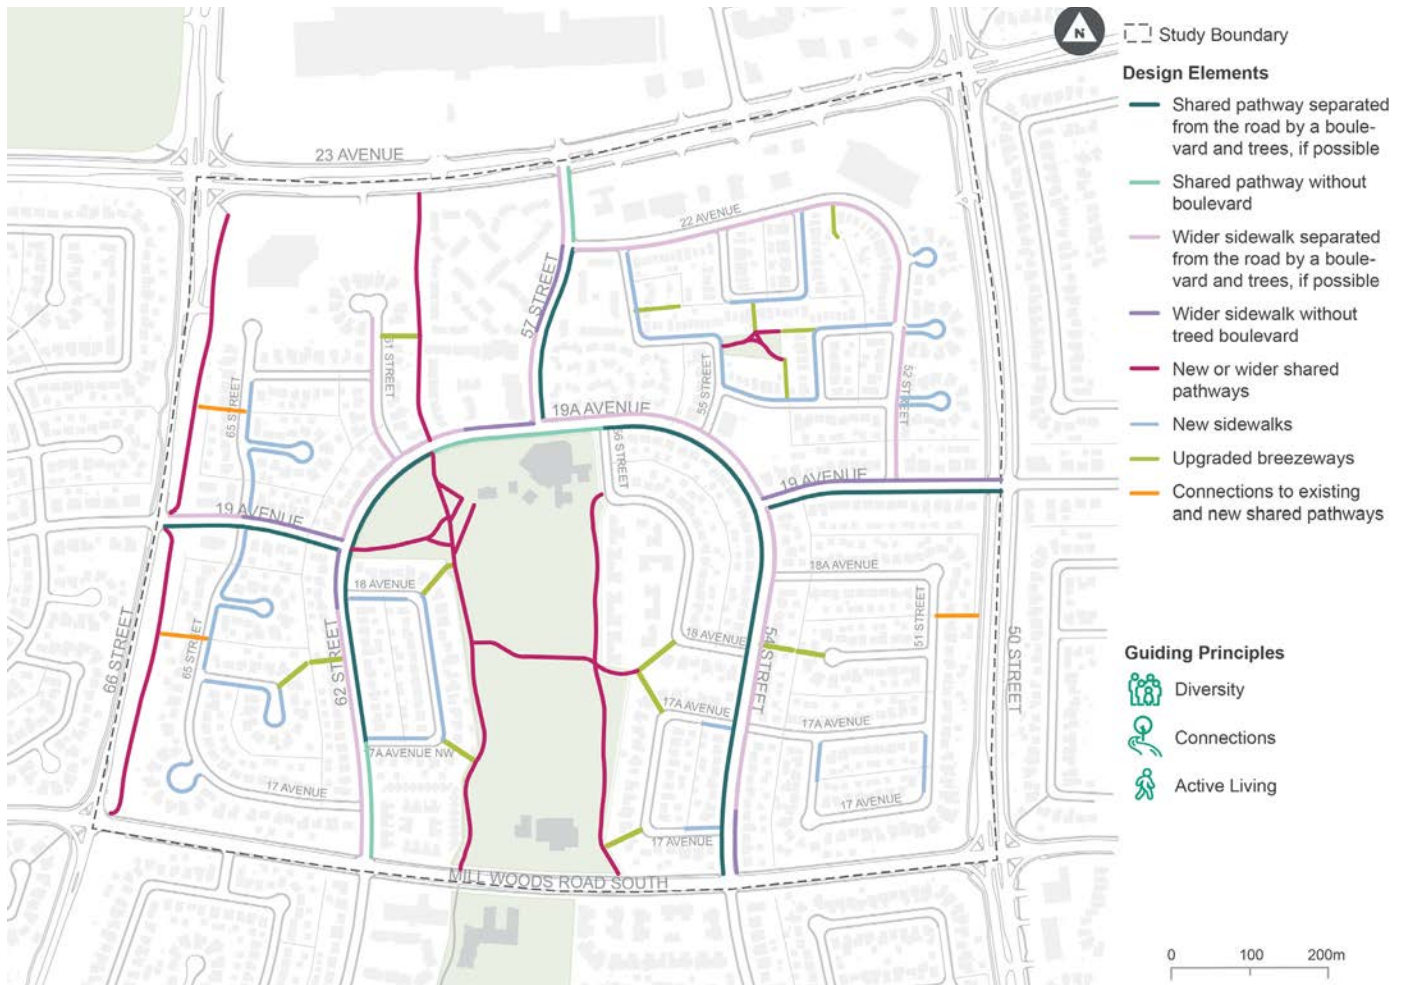 N
Study Boundary
Design Elements
Shared pathway separated
from the road by a boule-
vard and trees, if possible
Shared pathway without
boulevard
Wider sidewalk separated
from the road by a boule-
vard and trees, if possible
Wider sidewalk without
treed boulevard
New or wider shared
pathways
New sidewalks
Upgraded breezeways
Connections to existing
and new shared pathways
Guiding Principles
Diversity
Connections
Active Living
0 100 200m
23 AVENUE
22 AVENUE
57 STREET
61 STREET
65 STREET
55 STREET
52 STREET
19A AVENUE
56 STREET
19 AVENUE
19 AVENUE
18A AVENUE
18 AVENUE
51 STREET
18 AVENUE
66 STREET
65 STREET
62 STREET
54 STREET
50 STREET
17A AVENUE
17A AVENUE
17A AVENUE NW
17 AVENUE
17 AVENUE
17 AVENUE
MILL WOODS ROAD SOUTH